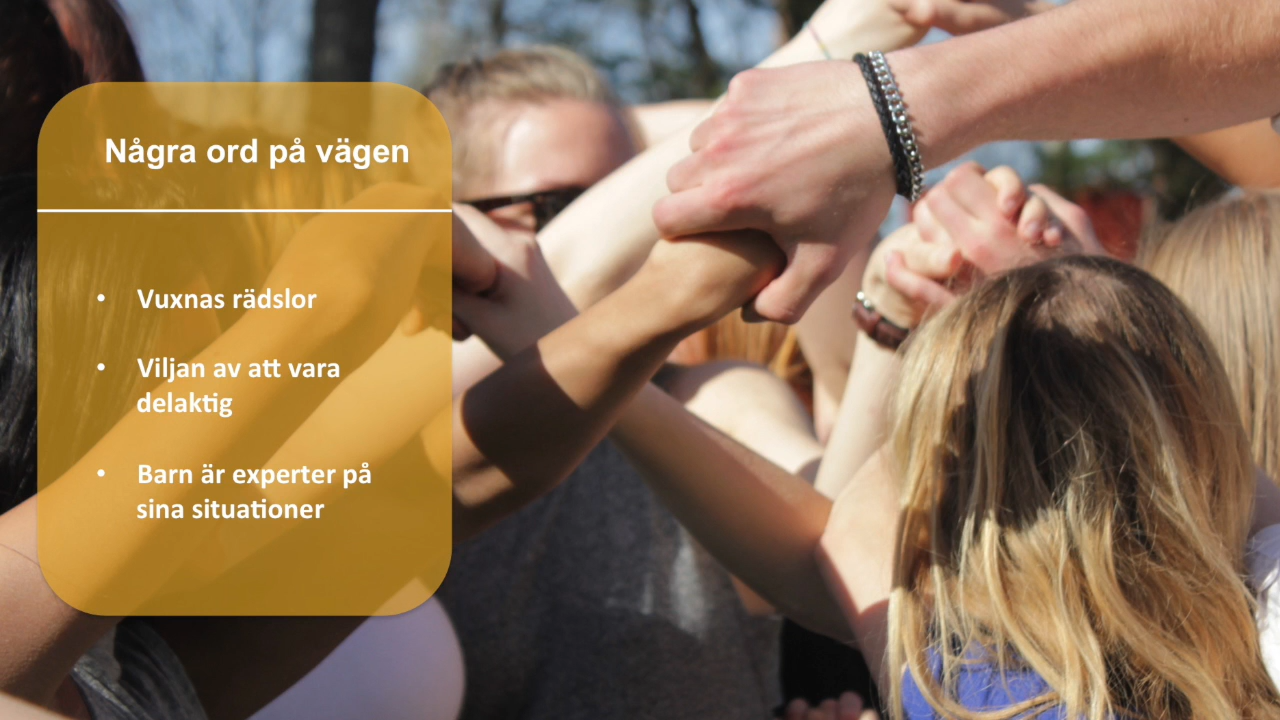 Några ord på vägen
• Vuxnas rädslor
• Viljan av att vara
delaktig
• Barn är experter på
sina situationer